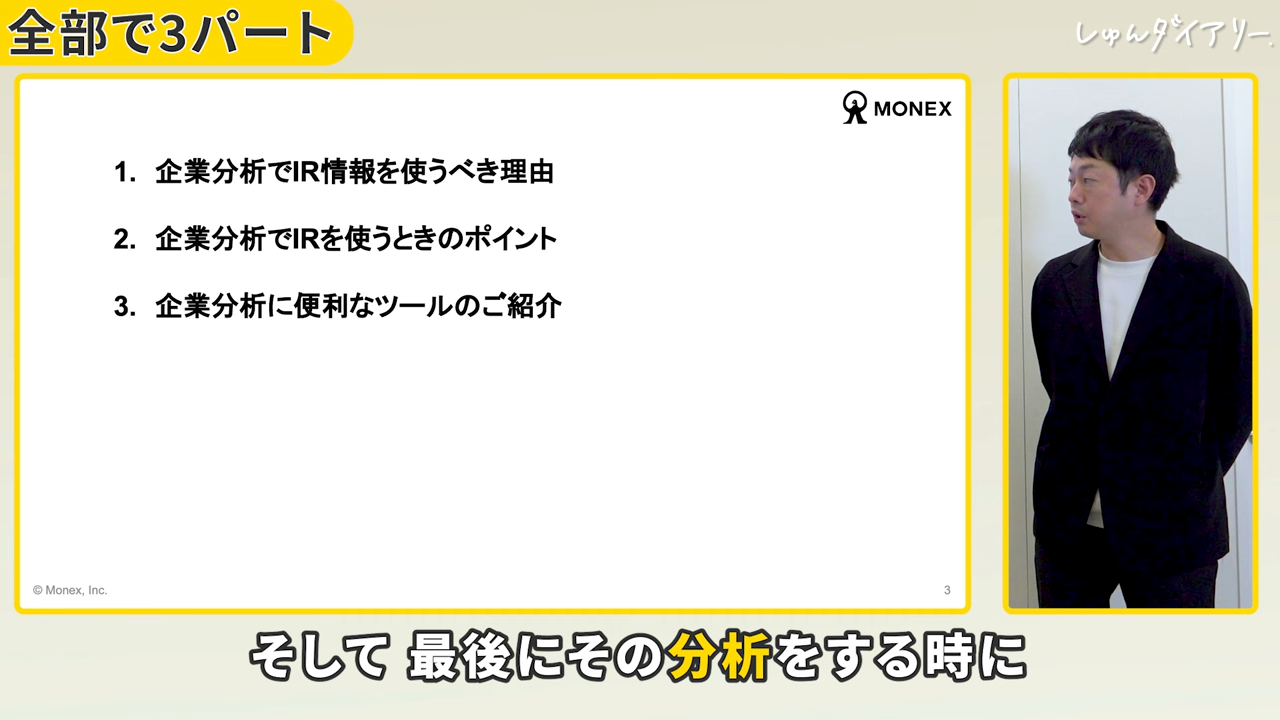 全部で3パート
しゅんダイアリー.
MONEX
1. 企業分析でIR情報を使うべき理由
2. 企業分析でIRを使うときのポイント
3. 企業分析に便利なツールのご紹介
© Monex, Inc.
3
そして 最後にその分析をする時に